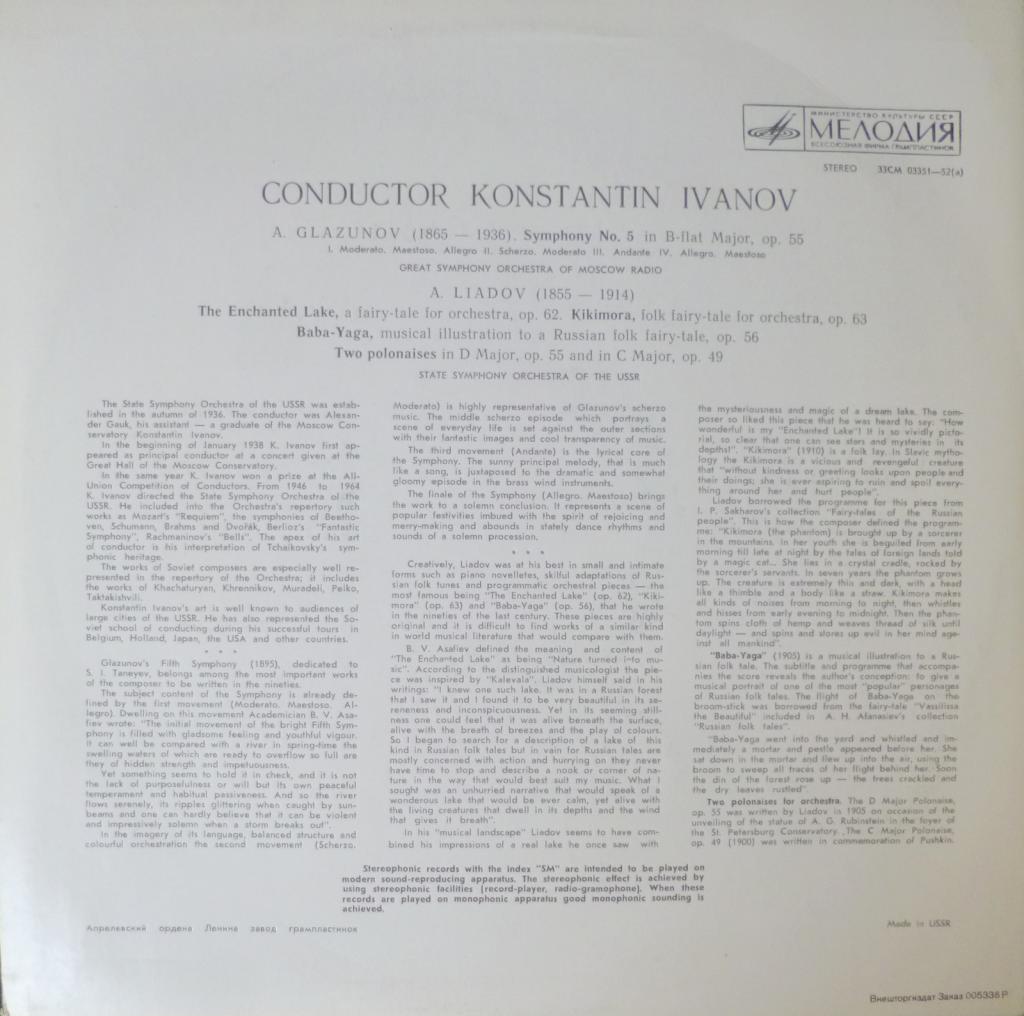 МИНИСТЕРСТВО КУЛЬТУРЫ СССР
МЕЛОДИЯ
ВСЕСОЮЗНАЯ ФИРМА ГРАМПЛАСТИНОК
STEREO 33CM 03351—52(a)
CONDUCTOR KONSTANTIN IVANOV
A. GLAZUNOV (1865 — 1936). Symphony No. 5 in B-flat Major, op. 55
I. Moderato. Maestoso. Allegro II. Scherzo. Moderato III. Andante IV. Allegro. Maestoso
GREAT SYMPHONY ORCHESTRA OF MOSCOW RADIO
A. LIADOV (1855 — 1914)
The Enchanted Lake, a fairy-tale for orchestra, op. 62. Kikimora, folk fairy-tale for orchestra, op. 63
Baba-Yaga, musical illustration to a Russian folk fairy-tale, op. 56
Two polonaises in D Major, op. 55 and in C Major, op. 49
STATE SYMPHONY ORCHESTRA OF THE USSR
The State Symphony Orchestra of the USSR was estab-
lished in the autumn of 1936. The conductor was Alexan-
der Gauk, his assistant — a graduate of the Moscow Con-
servatory Konstantin Ivanov.
In the beginning of January 1938 K. Ivanov first ap-
peared as principal conductor at a concert given at the
Great Hall of the Moscow Conservatory.
In the same year K. Ivanov won a prize at the All-
Union Competition of Conductors. From 1946 to 1964
K. Ivanov directed the State Symphony Orchestra of the
USSR. He included into the Orchestra's repertory such
works as Mozart's "Requiem", the symphonies of Beetho-
ven, Schumann, Brahms and Dvořák, Berlioz's "Fantastic
Symphony", Rachmaninov's "Bells". The apex of his art
of conductor is his interpretation of Tchaikovsky's sym-
phonic heritage.
The works of Soviet composers are especially well re-
presented in the repertory of the Orchestra; it includes
the works of Khachaturyan, Khrennikov, Muradeli, Peiko,
Taktakishvili.
Konstantin Ivanov's art is well known to audiences of
large cities of the USSR. He has also represented the So-
viet school of conducting during his successful tours in
Belgium, Holland, Japan, the USA and other countries.
* * *
Glazunov's Fifth Symphony (1895), dedicated to
S. I. Taneyev, belongs among the most important works
of the composer to be written in the nineties.
The subject content of the Symphony is already de-
fined by the first movement (Moderato. Maestoso. Al-
legro). Dwelling on this movement Academician B. V. Asa-
fiev wrote: "The initial movement of the bright Fifth Sym-
phony is filled with gladsome feeling and youthful vigour.
It can well be compared with a river in spring-time the
swelling waters of which are ready to overflow so full are
they of hidden strength and impetuousness.
Yet something seems to hold it in check, and it is not
the lack of purposefulness or will but its own peaceful
temperament and habitual passiveness. And so the river
flows serenely, its ripples glittering when caught by sun-
beams and one can hardly believe that it can be violent
and impressively solemn when a storm breaks out".
In the imagery of its language, balanced structure and
colourful orchestration the second movement (Scherzo.
Moderato) is highly representative of Glazunov's scherzo
music. The middle scherzo episode which portrays a
scene of everyday life is set against the outer sections
with their fantastic images and cool transparency of music.
The third movement (Andante) is the lyrical core of
the Symphony. The sunny principal melody, that is much
like a song, is juxtaposed to the dramatic and somewhat
gloomy episode in the brass wind instruments.
The finale of the Symphony (Allegro. Maestoso) brings
the work to a solemn conclusion. It represents a scene of
popular festivities imbued with the spirit of rejoicing and
merry-making and abounds in stately dance rhythms and
sounds of a solemn procession.
* * *
Creatively, Liadov was at his best in small and intimate
forms such as piano novelletes, skilful adaptations of Rus-
sian folk tunes and programmatic orchestral pieces — the
most famous being "The Enchanted Lake" (op. 62), "Kiki-
mora" (op. 63) and "Baba-Yaga" (op. 56), that he wrote
in the nineties of the last century. These pieces are highly
original and it is difficult to find works of a similar kind
in world musical literature that would compare with them.
B. V. Asafiev defined the meaning and content of
"The Enchanted Lake" as being "Nature turned into mu-
sic". According to the distinguished musicologist the pie-
ce was inspired by "Kalevala". Liadov himself said in his
writings: "I knew one such lake. It was in a Russian forest
that I saw it and I found it to be very beautiful in its se-
reneness and inconspicuousness. Yet in its seeming still-
ness one could feel that it was alive beneath the surface,
alive with the breath of breezes and the play of colours.
So I began to search for a description of a lake of this
kind in Russian folk tales but in vain for Russian tales are
mostly concerned with action and hurrying on they never
have time to stop and describe a nook or corner of na-
ture in the way that would best suit my music. What I
sought was an unhurried narrative that would speak of a
wonderous lake that would be ever calm, yet alive with
the living creatures that dwell in its depths and the wind
that gives it breath".
In his "musical landscape" Liadov seems to have com-
bined his impressions of a real lake he once saw with
the mysteriousness and magic of a dream lake. The com-
poser so liked this piece that he was heard to say: "How
wonderful is my "Enchanted Lake"! It is so vividly picto-
rial, so clear that one can see stars and mysteries in its
depths!". "Kikimora" (1910) is a folk lay. In Slavic mytho-
logy the Kikimora is a vicious and revengeful creature
that "without kindness or greeting looks upon people and
their doings; she is ever aspiring to ruin and spoil every-
thing around her and hurt people".
Liadov borrowed the programme for this piece from
I. P. Sakharov's collection "Fairy-tales of the Russian
people". This is how the composer defined the program-
me: "Kikimora (the phantom) is brought up by a sorcerer
in the mountains. In her youth she is beguiled from early
morning till late at night by the tales of foreign lands told
by a magic cat... She lies in a crystal cradle, rocked by
the sorcerer's servants. In seven years the phantom grows
up. The creature is extremely thin and dark, with a head
like a thimble and a body like a straw. Kikimora makes
all kinds of noises from morning to night, then whistles
and hisses from early evening to midnight. Then the phan-
tom spins cloth of hemp and weaves thread of silk until
daylight — and spins and stores up evil in her mind aga-
inst all mankind".
"Baba-Yaga" (1905) is a musical illustration to a Rus-
sian folk tale. The subtitle and programme that accompa-
nies the score reveals the author's conception: to give a
musical portrait of one of the most "popular" personages
of Russian folk tales. The flight of Baba-Yaga on the
broom-stick was borrowed from the fairy-tale "Vassilissa
the Beautiful" included in A. H. Afanasiev's collection
"Russian folk tales".
"Baba-Yaga went into the yard and whistled and im-
mediately a mortar and pestle appeared before her. She
sat down in the mortar and flew up into the air, using the
broom to sweep all traces of her flight behind her. Soon
the din of the forest rose up — the trees crackled and
the dry leaves rustled".
Two polonaises for orchestra. The D Major Polonaise,
op. 55 was written by Liadov in 1905 on occasion of the
unveiling of the statue of A. G. Rubinstein in the foyer of
the St. Petersburg Conservatory. The C Major Polonaise,
op. 49 (1900) was written in commemoration of Pushkin.
Stereophonic records with the index "SM" are intended to be played on
modern sound-reproducing apparatus. The stereophonic effect is achieved by
using stereophonic facilities (record-player, radio-gramophone). When these
records are played on monophonic apparatus good monophonic sounding is
achieved.
Апрелевский ордена Ленина завод грампластинок
Made in USSR
Внешторгиздат Заказ 005338 Р